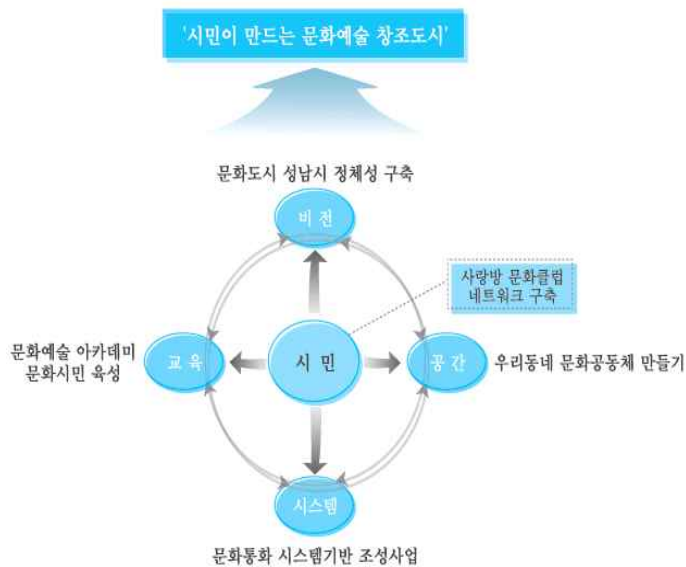 '시민이 만드는 문화예술 창조도시'
문화도시 성남시 정체성 구축
비 전
사랑방 문화클럽
네트워크 구축
문화예술 아카데미
문화시민 육성
교 육
시 민
공 간
우리동네 문화공동체 만들기
시스템
문화통화 시스템기반 조성사업